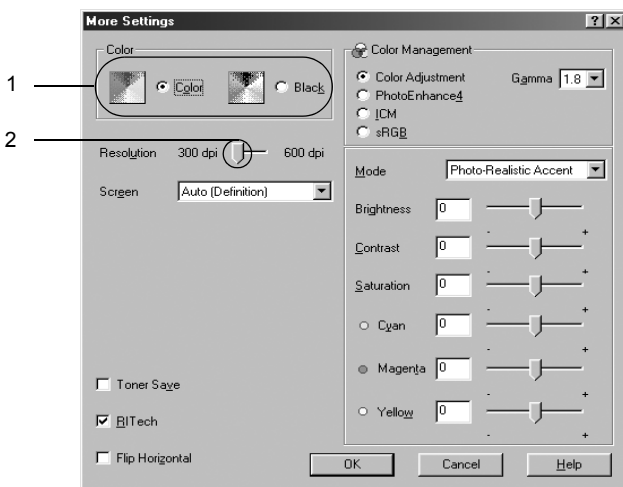 More Settings
1
2
Color
Color Black
Resolution 300 dpi 600 dpi
Screen Auto (Definition)
Toner Save
RITech
Flip Horizontal
Color Management
Color Adjustment
PhotoEnhance4
ICM
sRGB
Gamma 1.8
Mode Photo-Realistic Accent
Brightness 0
- +
Contrast 0
- +
Saturation 0
- +
Cyan 0
- +
Magenta 0
- +
Yellow 0
- +
OK Cancel Help